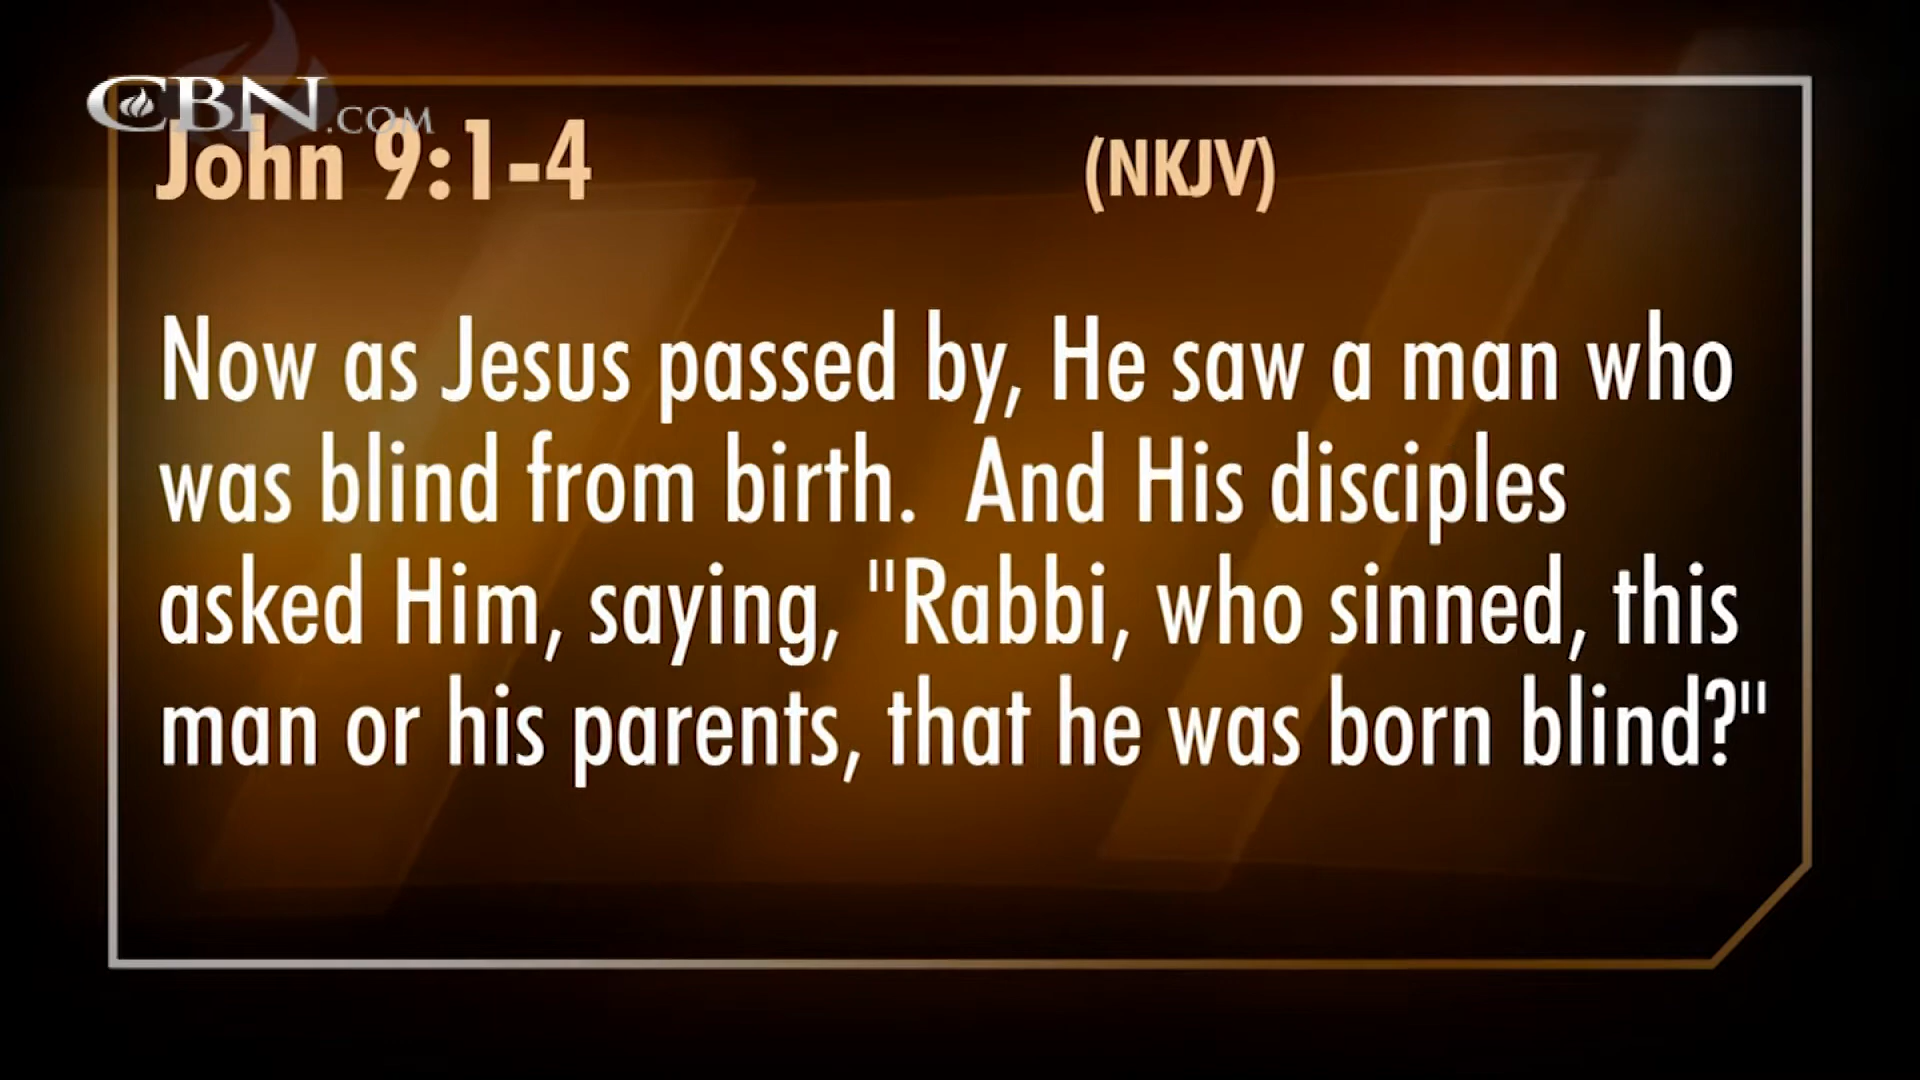 CBN.COM
John 9:1-4 (NKJV)
Now as Jesus passed by, He saw a man who
was blind from birth.  And His disciples
asked Him, saying, "Rabbi, who sinned, this
man or his parents, that he was born blind?"